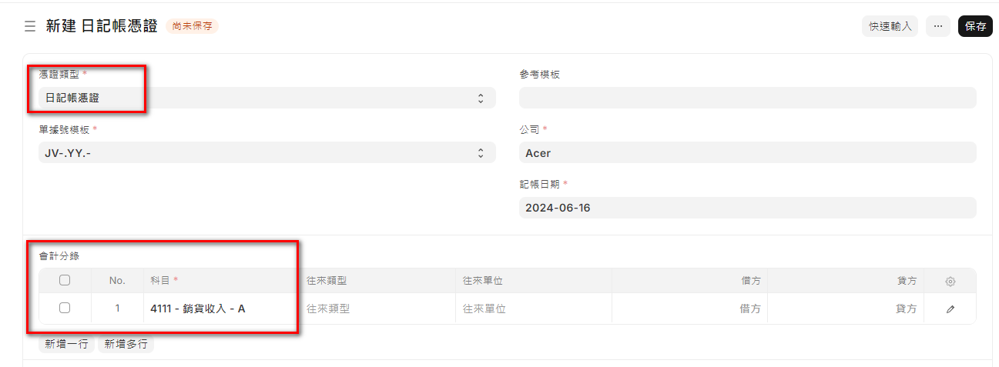 新建 日記帳憑證 尚未保存 快速輸入 ... 保存
憑證類型 * 參考模板
日記帳憑證
單據號模板 * 公司 *
JV-.YY.- Acer
記帳日期 *
2024-06-16
會計分錄
No. 科目 * 往來類型 往來單位 借方 貸方
1 4111 - 銷貨收入 - A 往來類型 往來單位 借方 貸方
新增一行 新增多行